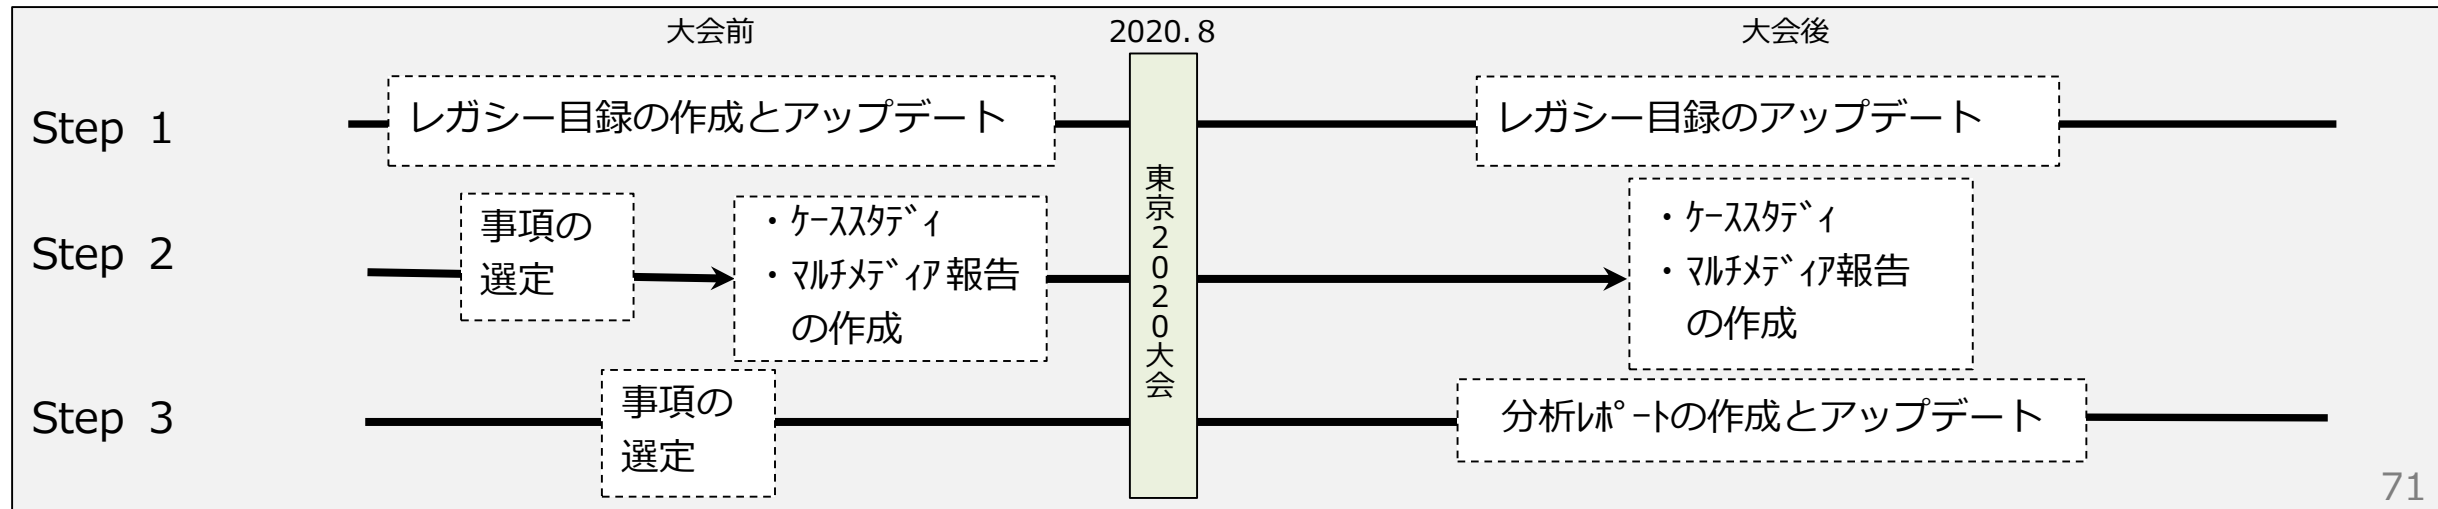 大会前
2020.8
大会後
Step 1
レガシー目録の作成とアップデート
レガシー目録のアップデート
東京2020大会
Step 2
事項の
選定
・ｹｰｽｽﾀﾃﾞｨ
・ﾏﾙﾁﾒﾃﾞｨｱ報告
の作成
・ｹｰｽｽﾀﾃﾞｨ
・ﾏﾙﾁﾒﾃﾞｨｱ報告
の作成
Step 3
事項の
選定
分析ﾚﾎﾟｰﾄの作成とアップデート
71